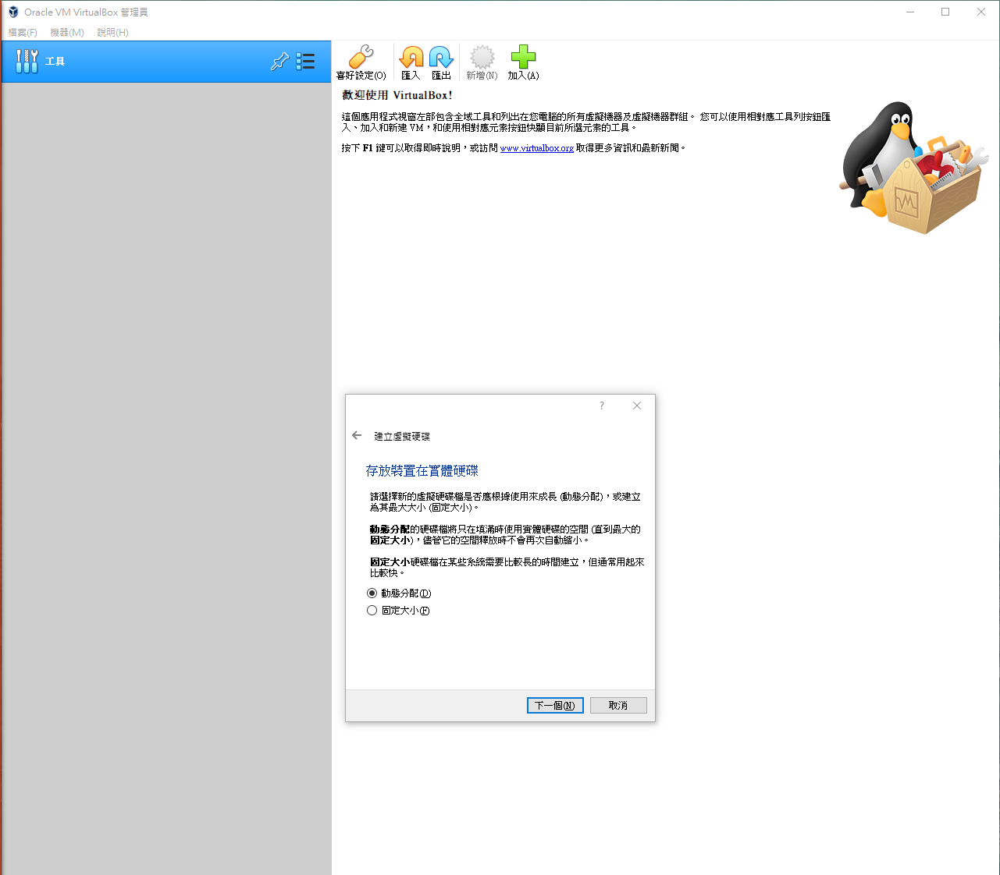 Oracle VM VirtualBox 管理員
檔案(F) 機器(M) 說明(H)
工具
喜好設定(O) 匯入 匯出 新增(N) 加入(A)
歡迎使用 VirtualBox!
這個應用程式視窗左部包含全域工具和列出在您電腦的所有虛擬機器及虛擬機器群組。 您可以使用相對應工具列按鈕匯
入、加入和新建 VM，和使用相對應元素按鈕快顯目前所選元素的工具。
按下 F1 鍵可以取得即時說明，或訪問 www.virtualbox.org 取得更多資訊和最新新聞。
?
建立虛擬硬碟
存放裝置在實體硬碟
請選擇新的虛擬硬碟檔是否應根據使用來成長 (動態分配)，或建立
為其最大大小 (固定大小)。
動態分配的硬碟檔將只在填滿時使用實體硬碟的空間 (直到最大的
固定大小)，儘管它的空間釋放時不會再次自動縮小。
固定大小硬碟檔在某些系統需要比較長的時間建立，但通常用起來
比較快。
動態分配(D)
固定大小(F)
下一個(N) 取消